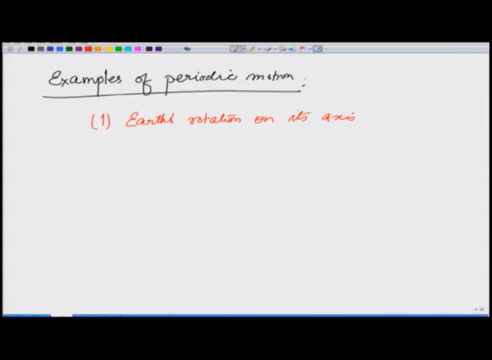 Examples of periodic motion:
(1) Earth's rotation on its axis